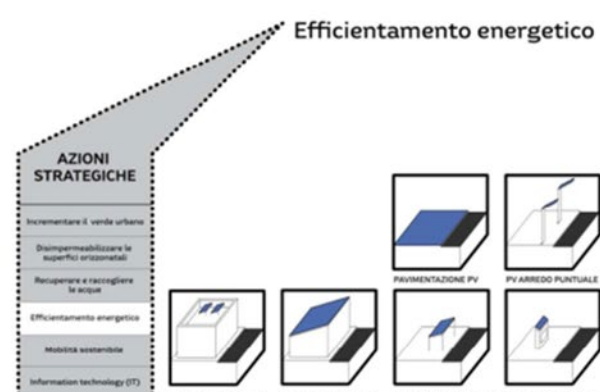 Efficientamento energetico
AZIONI
STRATEGICHE
Incrementare il verde urbano
Disimpermeabilizzare le
superfici orizzonatali
Recuperare e raccogliere
le acque
Efficientamento energetico
Mobilità sostenibile
Information technology (IT)
PAVIMENTAZIONE PV
PV ARREDO PUNTUALE